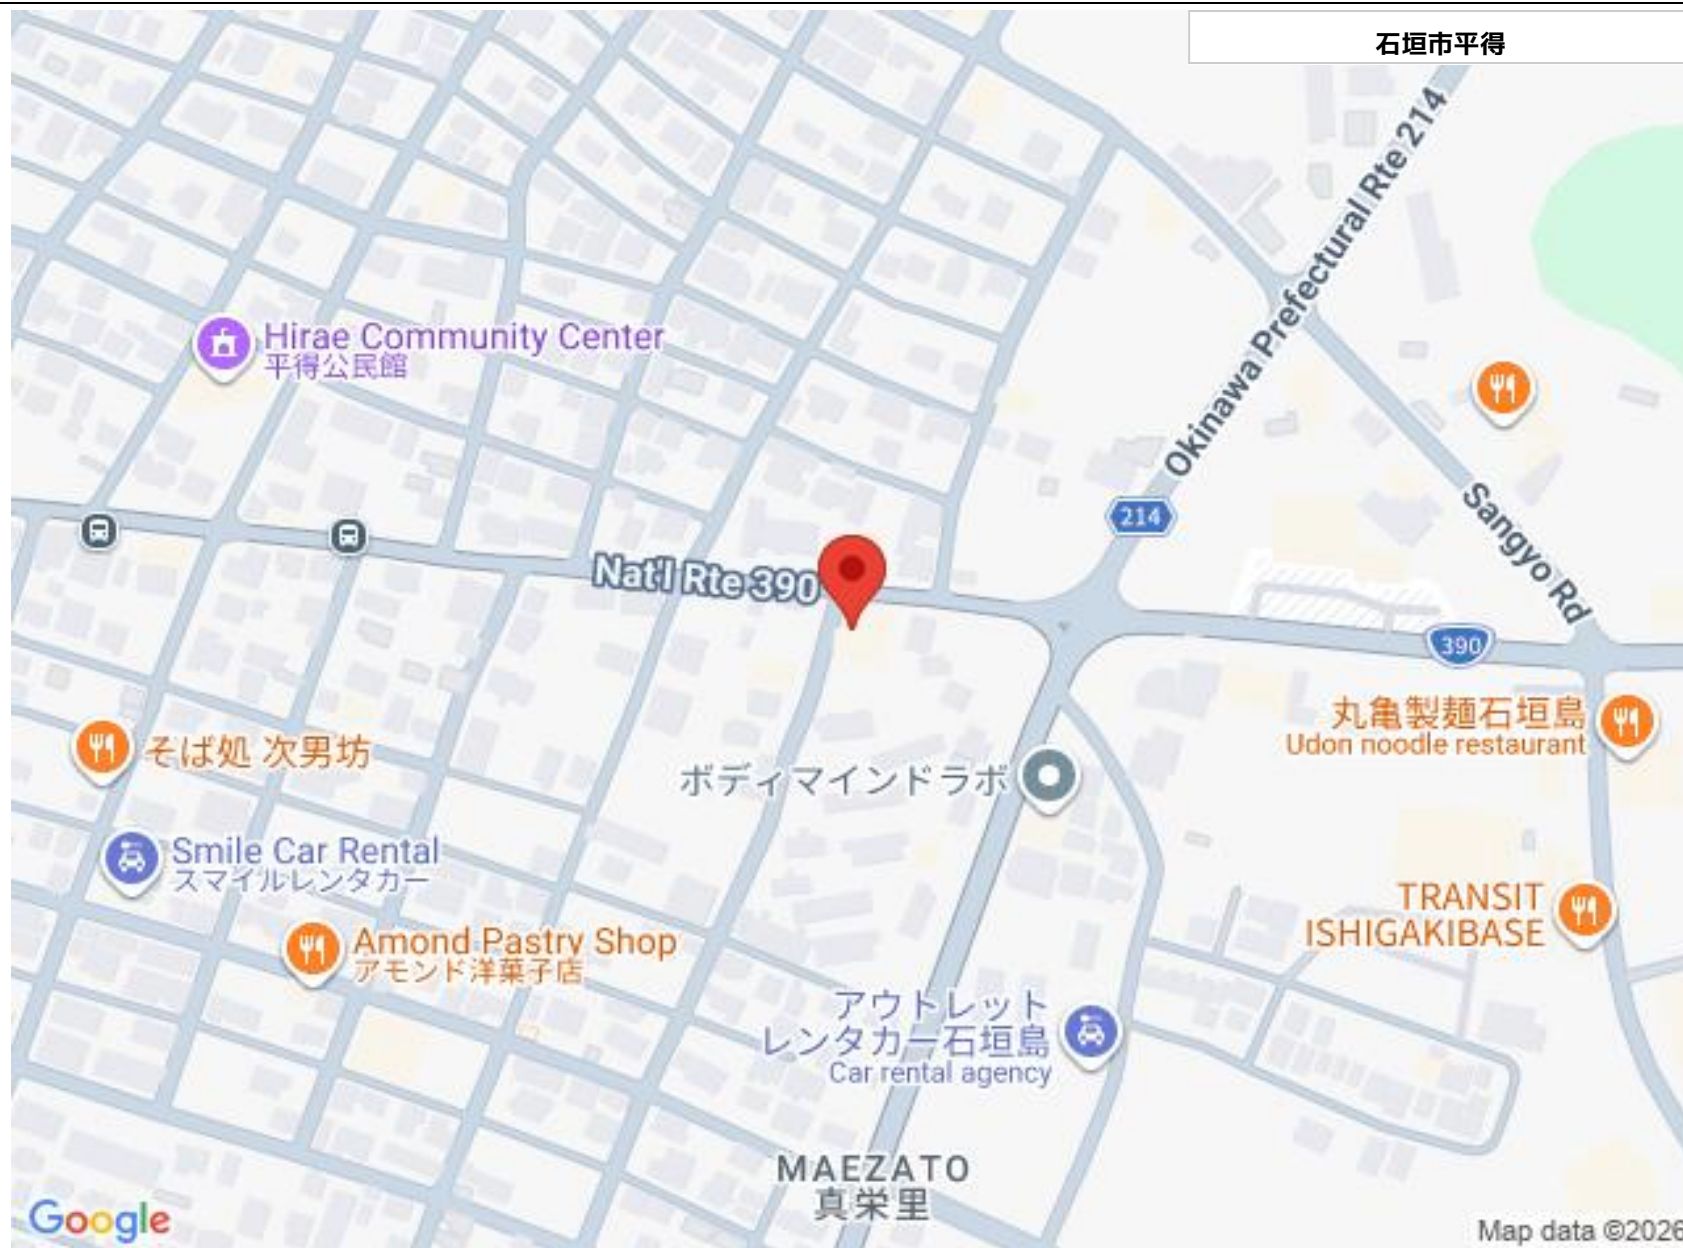 石垣市平得
Okinawa Prefectural Rte 214
Hirae Community Center
平得公民館
214
Sangyo Rd
Nat'l Rte 390
390
丸亀製麺石垣島
Udon noodle restaurant
そば処 次男坊
ボディマインドラボ
Smile Car Rental
スマイルレンタカー
TRANSIT
ISHIGAKIBASE
Amond Pastry Shop
アモンド洋菓子店
アウトレット
レンタカー石垣島
Car rental agency
MAEZATO
真栄里
Google
Map data ©2026